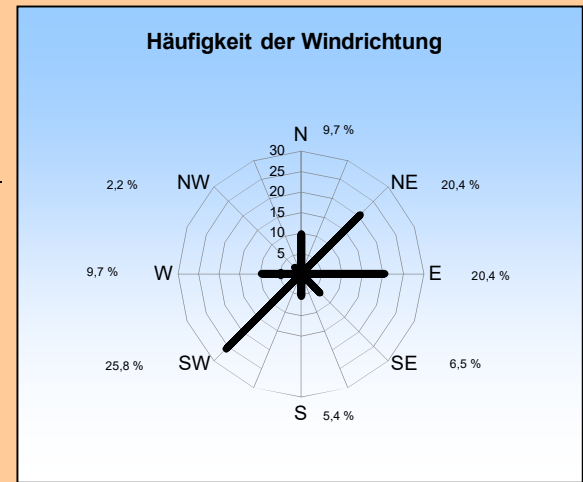 Häufigkeit der Windrichtung
N 9,7 %
30
25
20
15
10
5
NW 2,2 %
NE 20,4 %
W 9,7 %
E 20,4 %
SW 25,8 %
SE 6,5 %
S 5,4 %